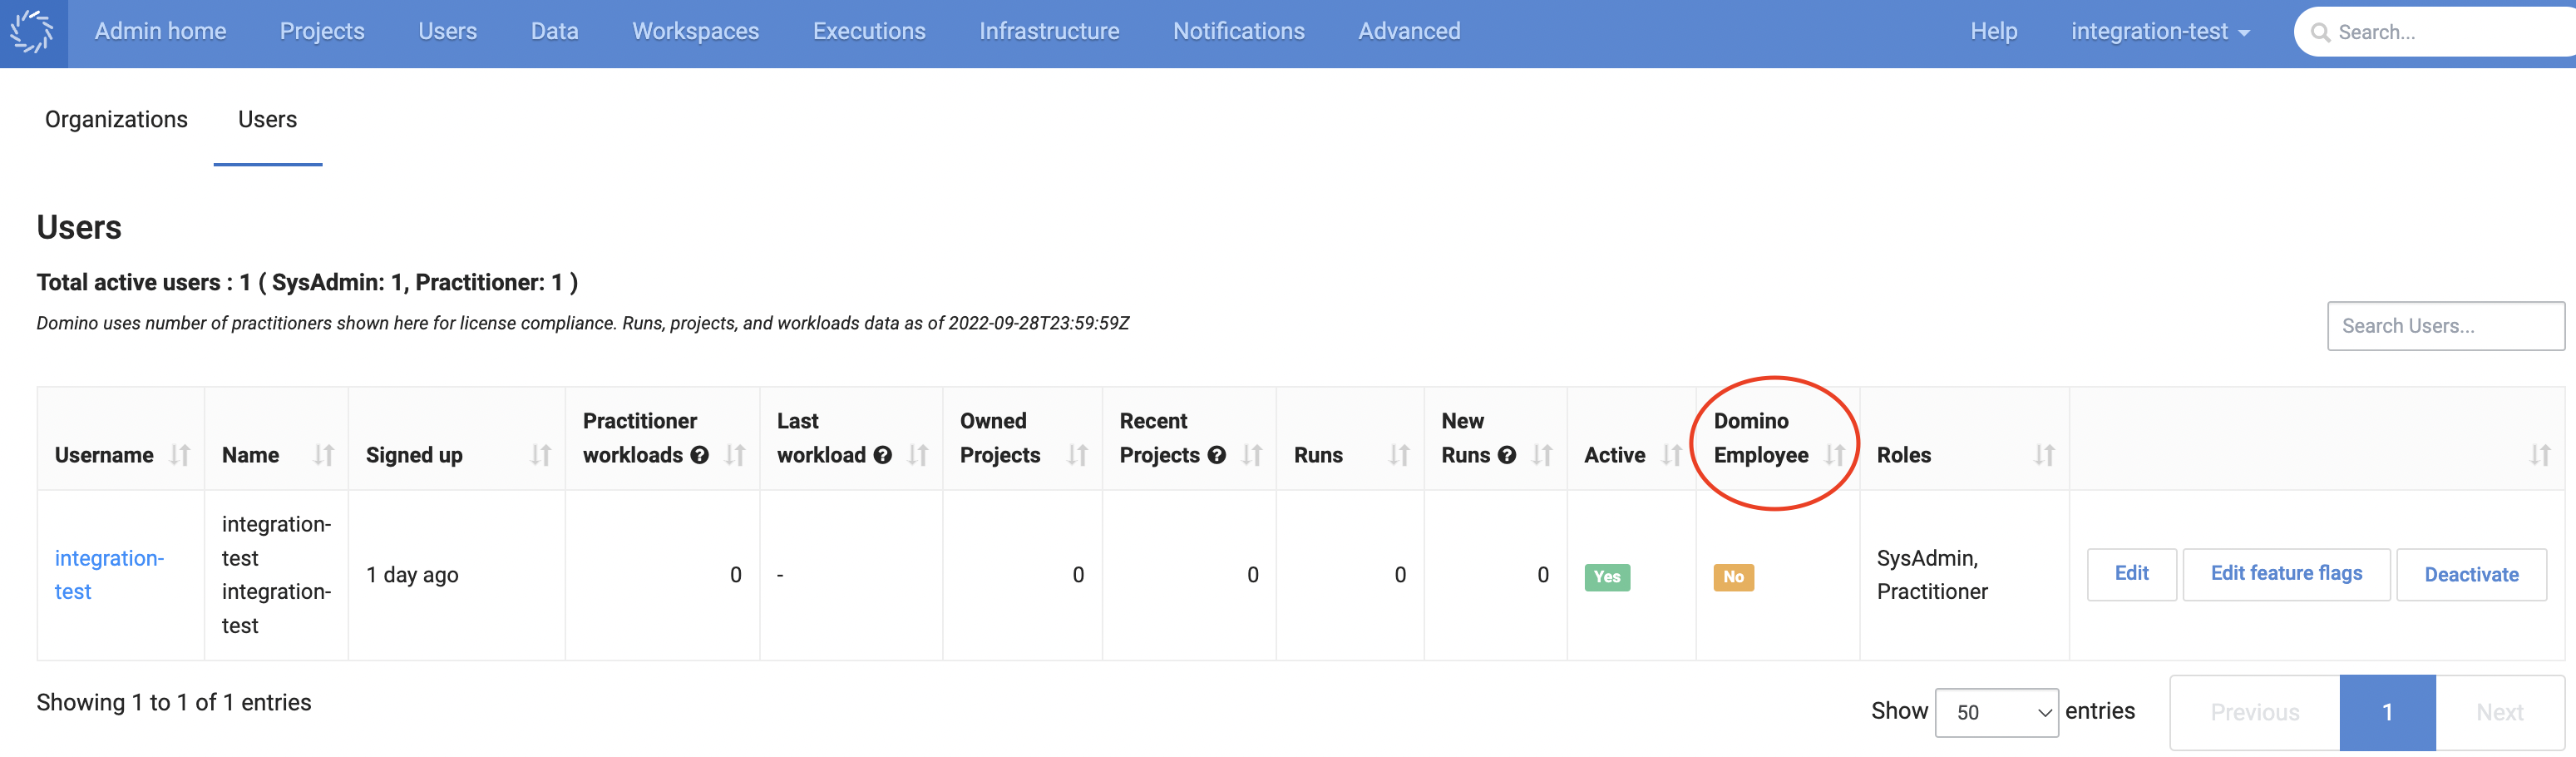 Admin home Projects Users Data Workspaces Executions Infrastructure Notifications Advanced Help integration-test Search...
Organizations Users
Users
Total active users : 1 ( SysAdmin: 1, Practitioner: 1 )
Domino uses number of practitioners shown here for license compliance. Runs, projects, and workloads data as of 2022-09-28T23:59:59Z
Search Users...
Username
Name
Signed up
Practitioner
workloads ?
Last
workload ?
Owned
Projects
Recent
Projects ?
Runs
New
Runs ?
Active
Domino
Employee
Roles
integration-
test
integration-
test
integration-
test
1 day ago
0
-
0
0
0
0
Yes
No
SysAdmin,
Practitioner
Edit
Edit feature flags
Deactivate
Showing 1 to 1 of 1 entries
Show 50 entries
Previous 1 Next